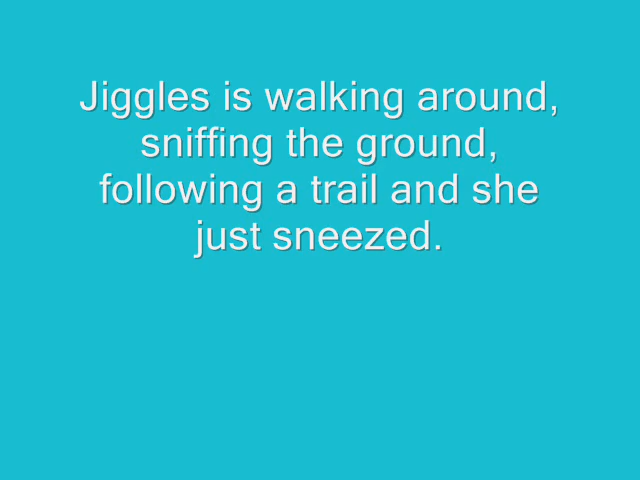 Jiggles is walking around,
sniffing the ground,
following a trail and she
just sneezed.